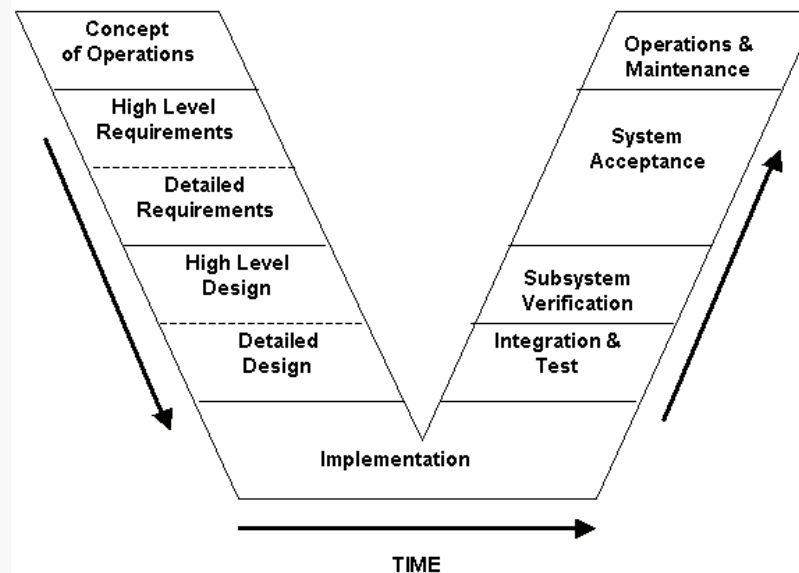 Concept
of Operations
High Level
Requirements
Detailed
Requirements
High Level
Design
Detailed
Design
Implementation
Integration &
Test
Subsystem
Verification
System
Acceptance
Operations &
Maintenance
TIME